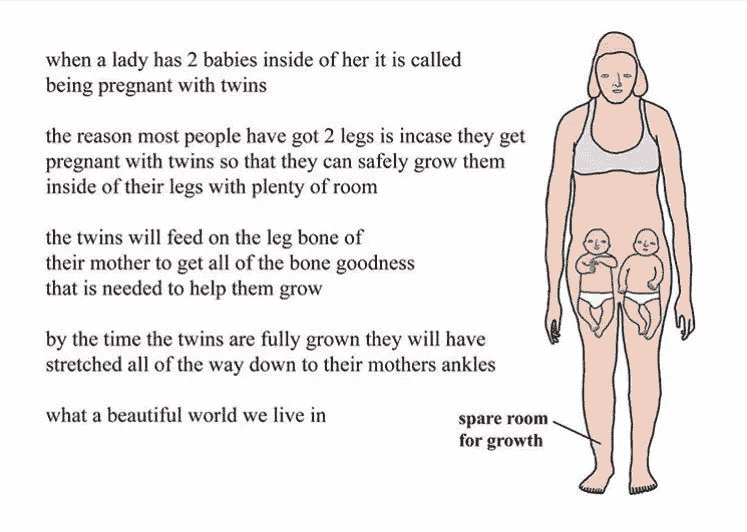 when a lady has 2 babies inside of her it is called
being pregnant with twins
the reason most people have got 2 legs is incase they get
pregnant with twins so that they can safely grow them
inside of their legs with plenty of room
the twins will feed on the leg bone of
their mother to get all of the bone goodness
that is needed to help them grow
by the time the twins are fully grown they will have
stretched all of the way down to their mothers ankles
what a beautiful world we live in
spare room
for growth